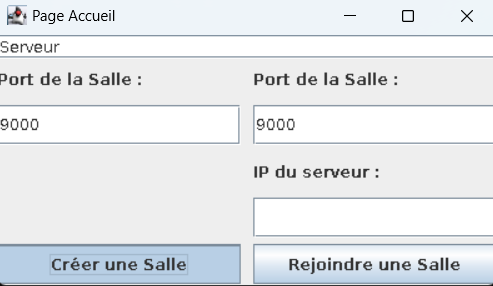 Page Accueil
Serveur
Port de la Salle : Port de la Salle :
9000 9000
IP du serveur :
Créer une Salle Rejoindre une Salle